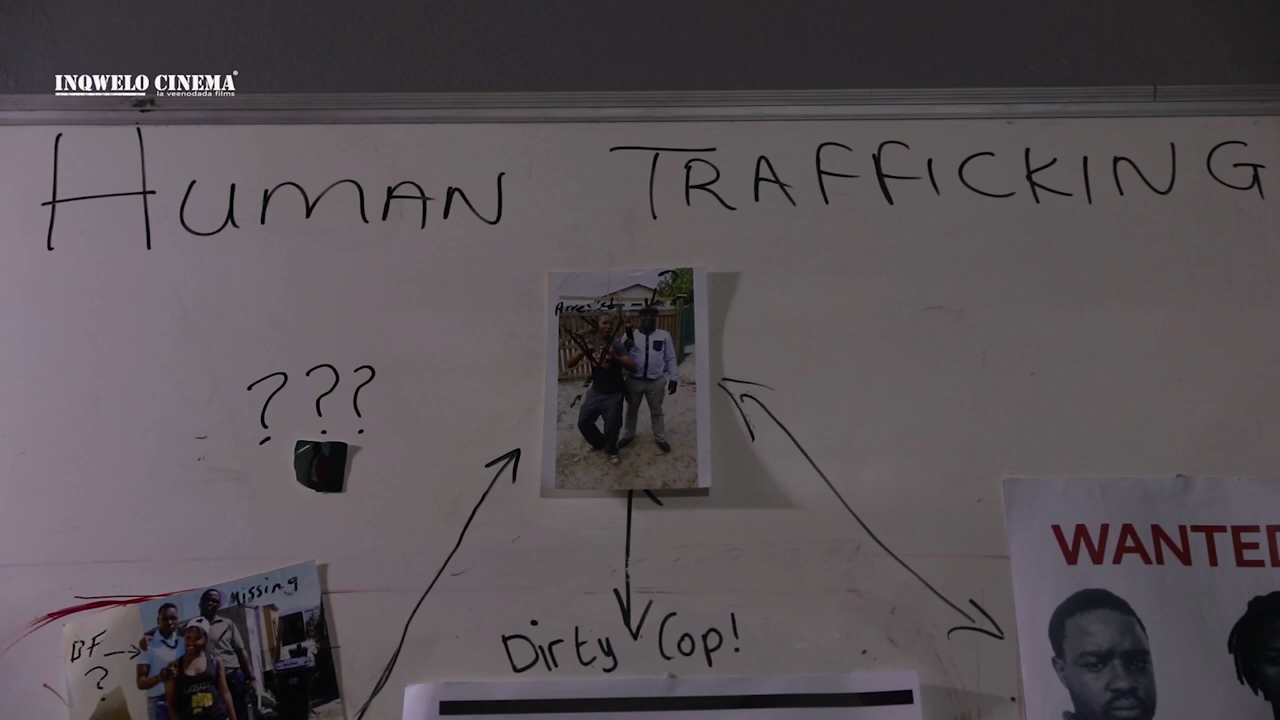 INQWELO CINEMA®
la veenodada films
HUMAN TRAFFICKING
Arrest
?
???
Missing
BF
?
Dirty Cop!
WANTED